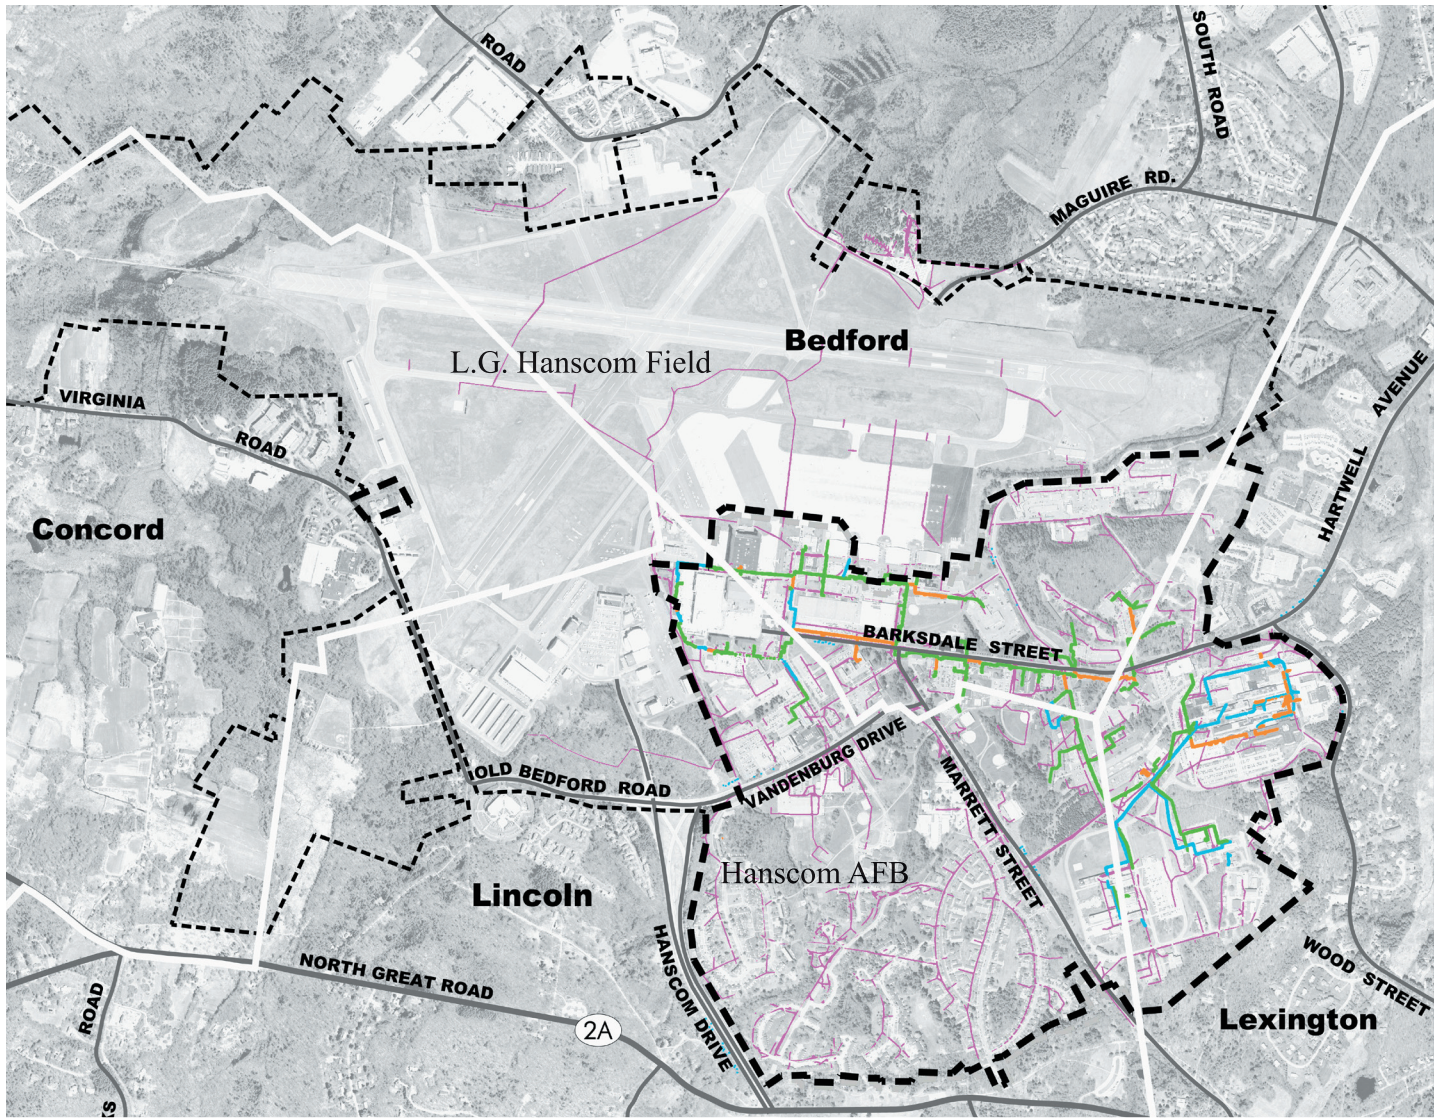 ROAD
SOUTH ROAD
MAGUIRE RD.
Bedford
L.G. Hanscom Field
VIRGINIA
ROAD
HARTWELL AVENUE
Concord
BARKSDALE STREET
VANDENBURG DRIVE
OLD BEDFORD ROAD
MARRETT STREET
Hanscom AFB
Lincoln
HANSCOM DRIVE
NORTH GREAT ROAD
WOOD STREET
ROAD
2A
Lexington
KS